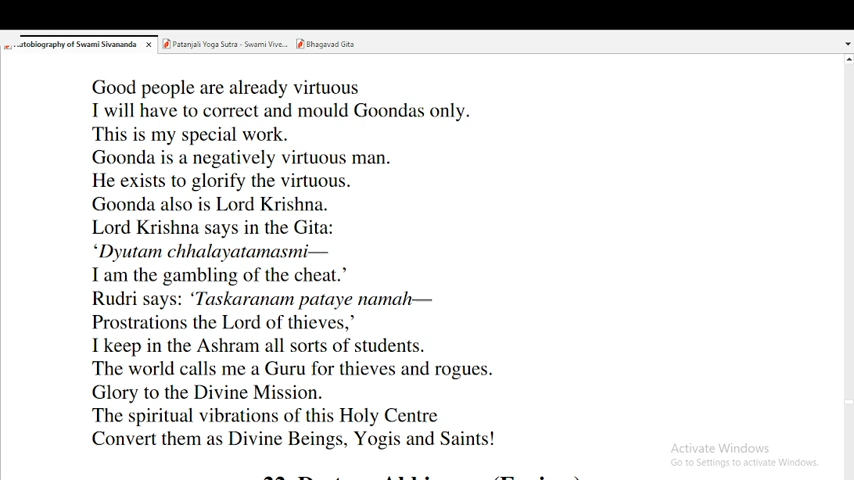 utobiography of Swami Sivananda × Patanjali Yoga Sutra - Swami Vive... Bhagavad Gita
Good people are already virtuous
I will have to correct and mould Goondas only.
This is my special work.
Goonda is a negatively virtuous man.
He exists to glorify the virtuous.
Goonda also is Lord Krishna.
Lord Krishna says in the Gita:
‘Dyutam chhalayatamasmi—
I am the gambling of the cheat.’
Rudri says: ‘Taskaranam pataye namah—
Prostrations the Lord of thieves,’
I keep in the Ashram all sorts of students.
The world calls me a Guru for thieves and rogues.
Glory to the Divine Mission.
The spiritual vibrations of this Holy Centre
Convert them as Divine Beings, Yogis and Saints!
Activate Windows
Go to Settings to activate Windows.